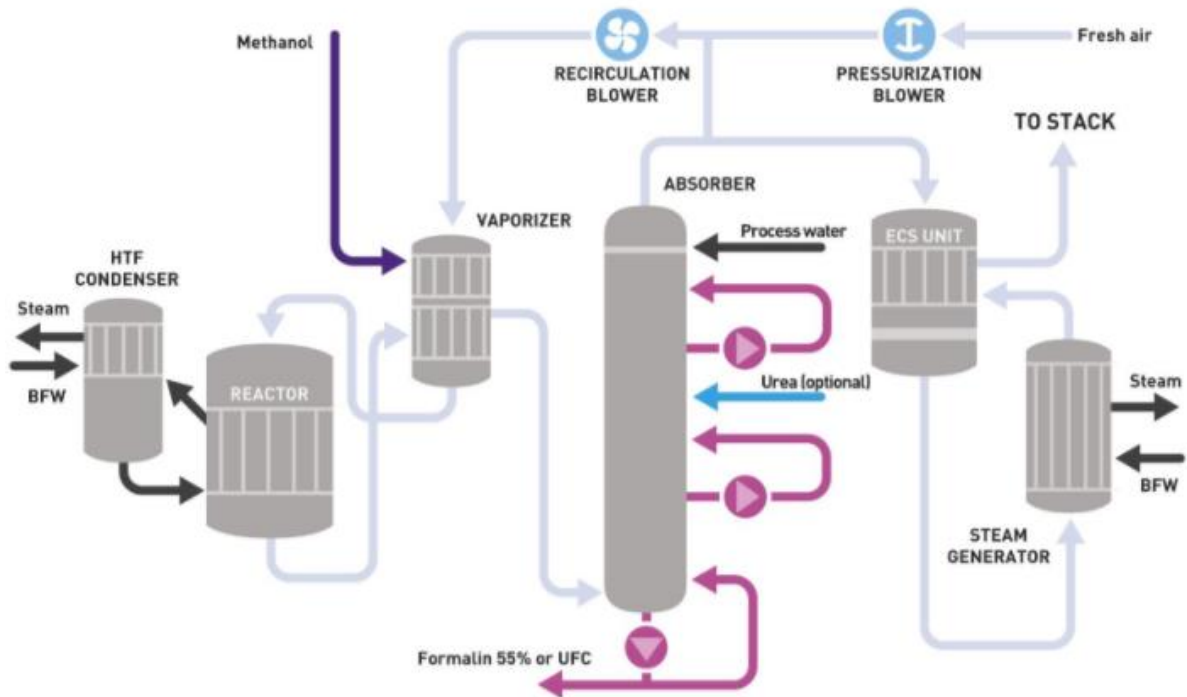 Methanol
Fresh air
RECIRCULATION
BLOWER
PRESSURIZATION
BLOWER
TO STACK
ABSORBER
VAPORIZER
Process water
ECS UNIT
HTF
CONDENSER
Steam
BFW
REACTOR
Urea (optional)
Steam
BFW
STEAM
GENERATOR
Formalin 55% or UFC